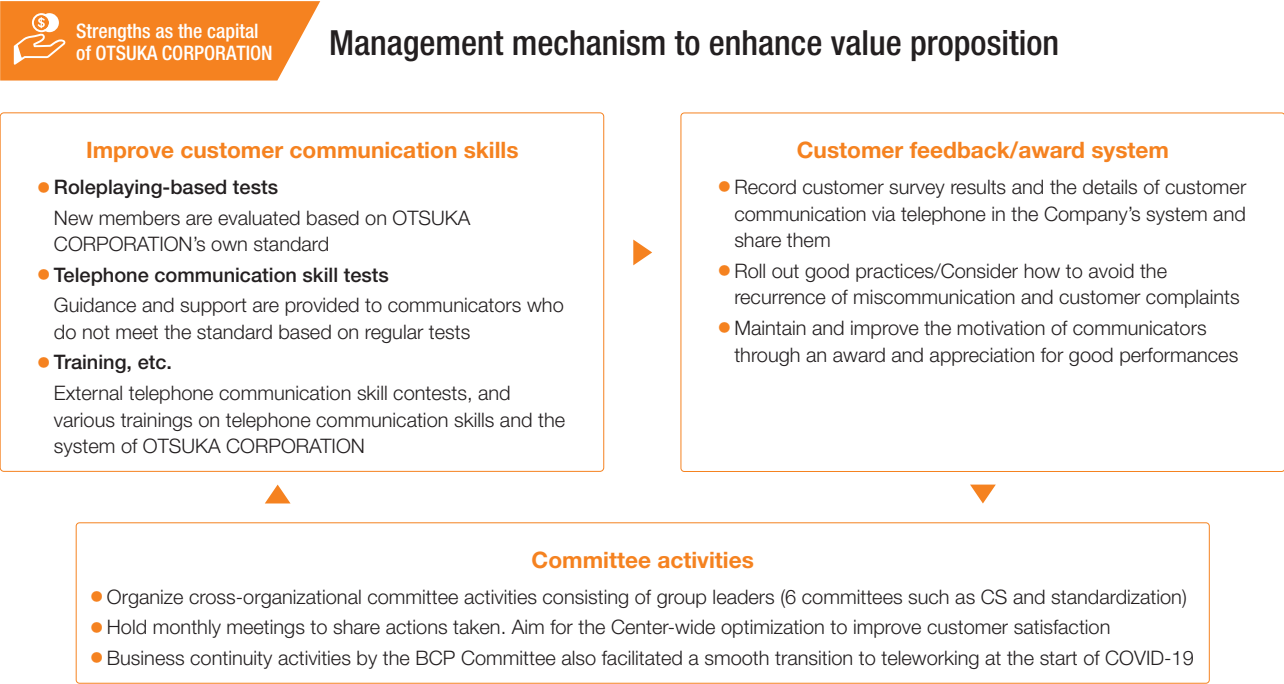 Strengths as the capital
of OTSUKA CORPORATION
Management mechanism to enhance value proposition
Improve customer communication skills
● Roleplaying-based tests
New members are evaluated based on OTSUKA
CORPORATION's own standard
● Telephone communication skill tests
Guidance and support are provided to communicators who
do not meet the standard based on regular tests
● Training, etc.
External telephone communication skill contests, and
various trainings on telephone communication skills and the
system of OTSUKA CORPORATION
Customer feedback/award system
● Record customer survey results and the details of customer
communication via telephone in the Company's system and
share them
● Roll out good practices/Consider how to avoid the
recurrence of miscommunication and customer complaints
● Maintain and improve the motivation of communicators
through an award and appreciation for good performances
Committee activities
● Organize cross-organizational committee activities consisting of group leaders (6 committees such as CS and standardization)
● Hold monthly meetings to share actions taken. Aim for the Center-wide optimization to improve customer satisfaction
● Business continuity activities by the BCP Committee also facilitated a smooth transition to teleworking at the start of COVID-19